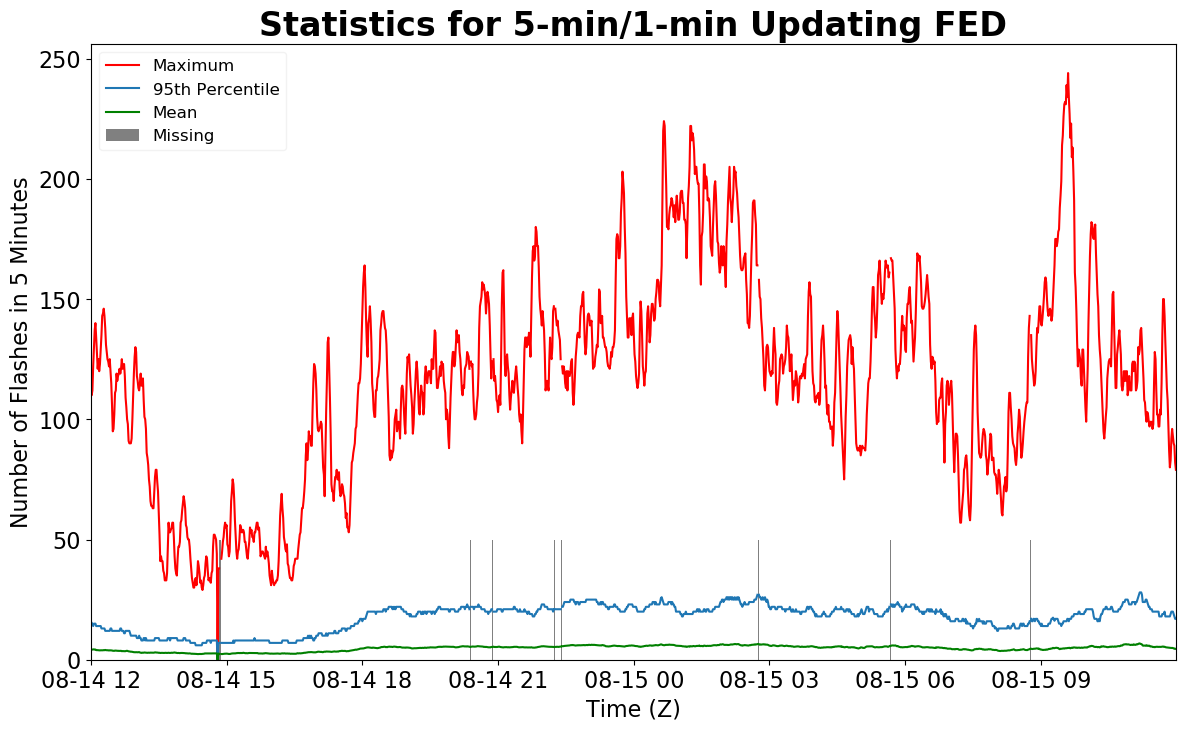 Statistics for 5-min/1-min Updating FED
Number of Flashes in 5 Minutes
250
200
150
100
50
0
Maximum
95th Percentile
Mean
Missing
08-14 12 08-14 15 08-14 18 08-14 21 08-15 00 08-15 03 08-15 06 08-15 09
Time (Z)